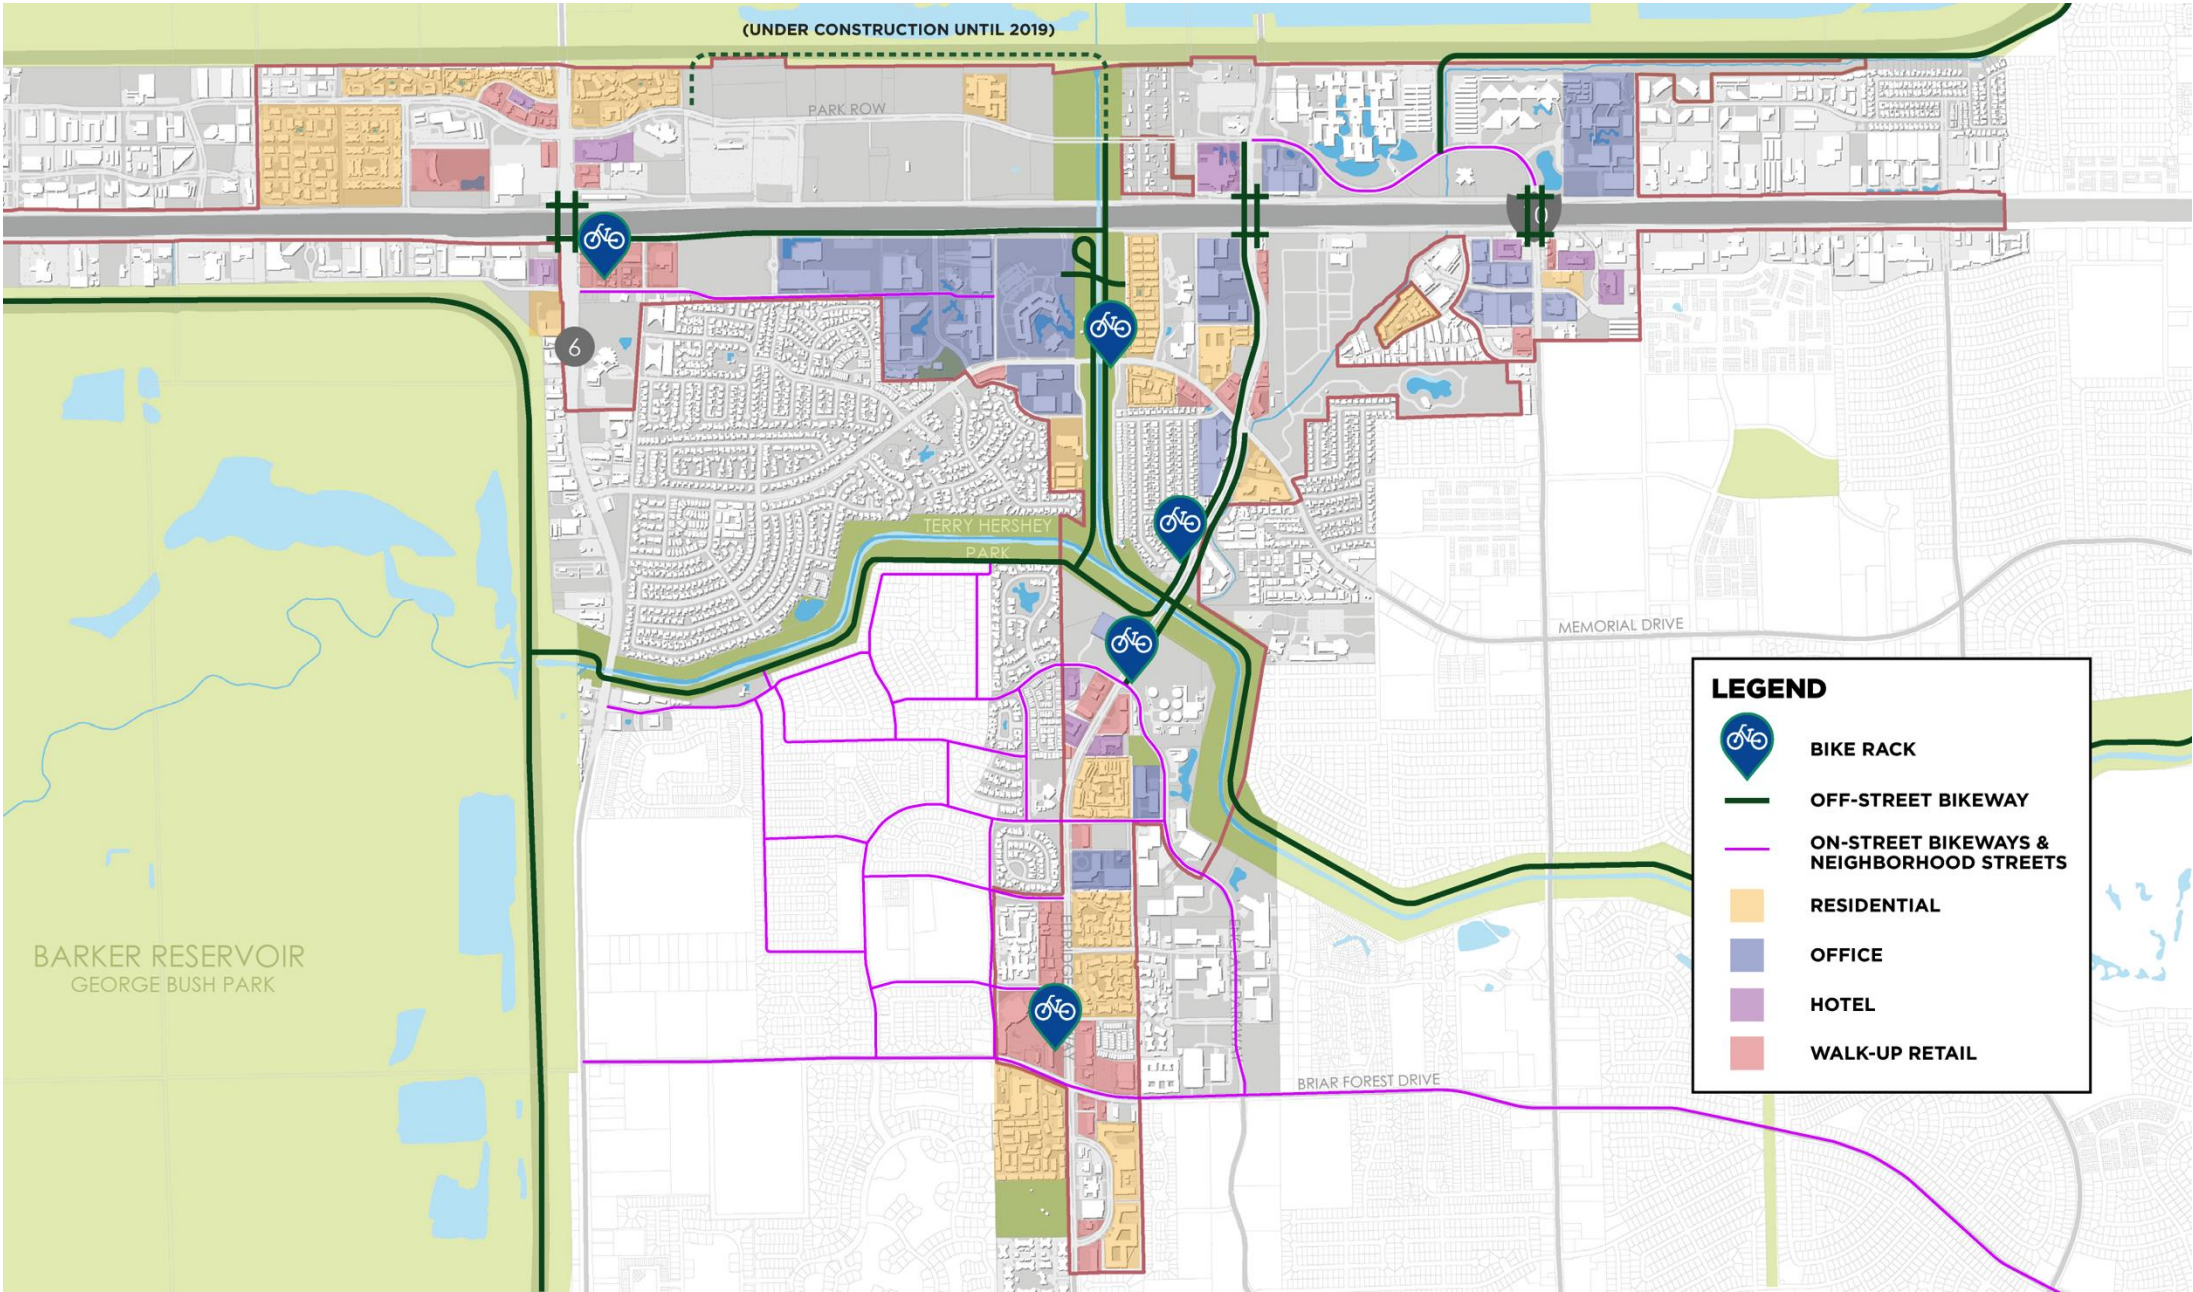 (UNDER CONSTRUCTION UNTIL 2019)
PARK ROW
6
TERRY HERSHEY
PARK
MEMORIAL DRIVE
LEGEND
BIKE RACK
OFF-STREET BIKEWAY
ON-STREET BIKEWAYS &
NEIGHBORHOOD STREETS
RESIDENTIAL
OFFICE
HOTEL
WALK-UP RETAIL
BARKER RESERVOIR
GEORGE BUSH PARK
BRIAR FOREST DRIVE